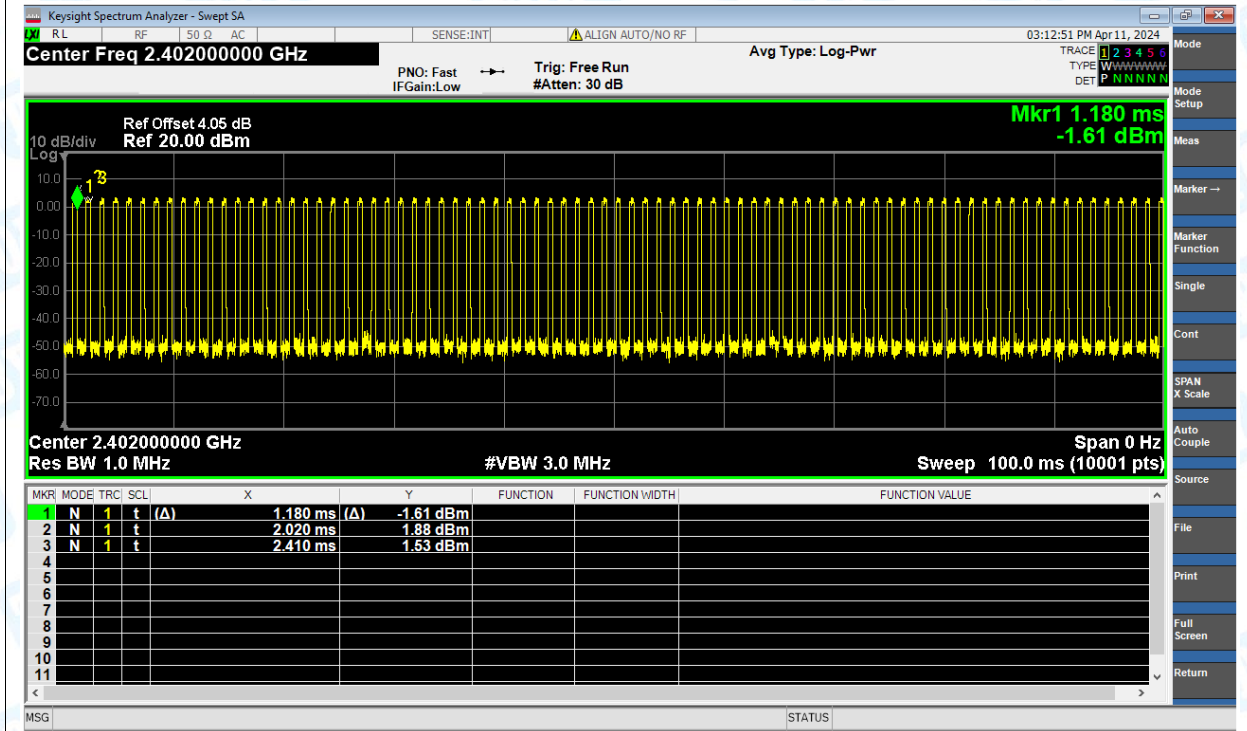 Keysight Spectrum Analyzer - Swept SA
LXI RL RF 50 Ω AC SENSE:INT ALIGN AUTO/NO RF 03:12:51 PM Apr 11, 2024
Center Freq 2.402000000 GHz
PNO: Fast
IFGain:Low
Trig: Free Run
#Atten: 30 dB
Avg Type: Log-Pwr
TRACE 1 2 3 4 5 6
TYPE WWWWWW
DET P N N N N N
Ref Offset 4.05 dB
Ref 20.00 dBm
10 dB/div
Log
Mkr1 1.180 ms
-1.61 dBm
10.0
0.00
-10.0
-20.0
-30.0
-40.0
-50.0
-60.0
-70.0
1
3
Center 2.402000000 GHz
Span 0 Hz
Res BW 1.0 MHz
#VBW 3.0 MHz
Sweep 100.0 ms (10001 pts)
MKR MODE TRC SCL X Y FUNCTION FUNCTION WIDTH FUNCTION VALUE
1 N 1 t (Δ) 1.180 ms (Δ) -1.61 dBm
2 N 1 t 2.020 ms 1.88 dBm
3 N 1 t 2.410 ms 1.53 dBm
4
5
6
7
8
9
10
11
MSG
STATUS
Mode
Mode Setup
Meas
Marker →
Marker Function
Single
Cont
SPAN
X Scale
Auto Couple
Source
File
Print
Full Screen
Return